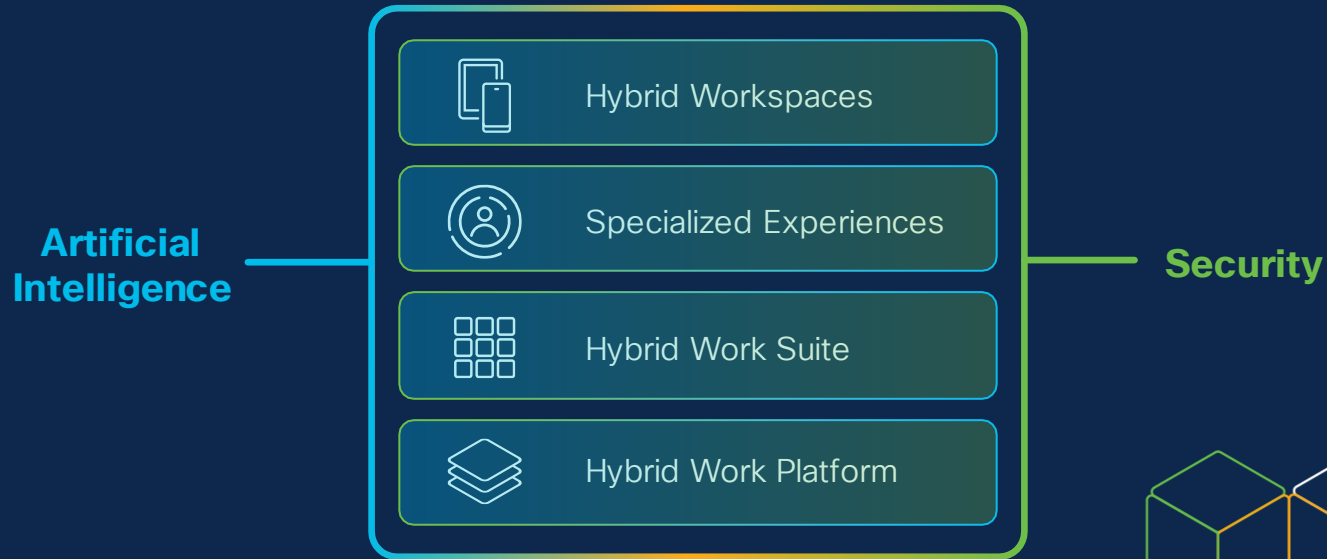 Artificial
Intelligence
Hybrid Workspaces
Specialized Experiences
Hybrid Work Suite
Hybrid Work Platform
Security